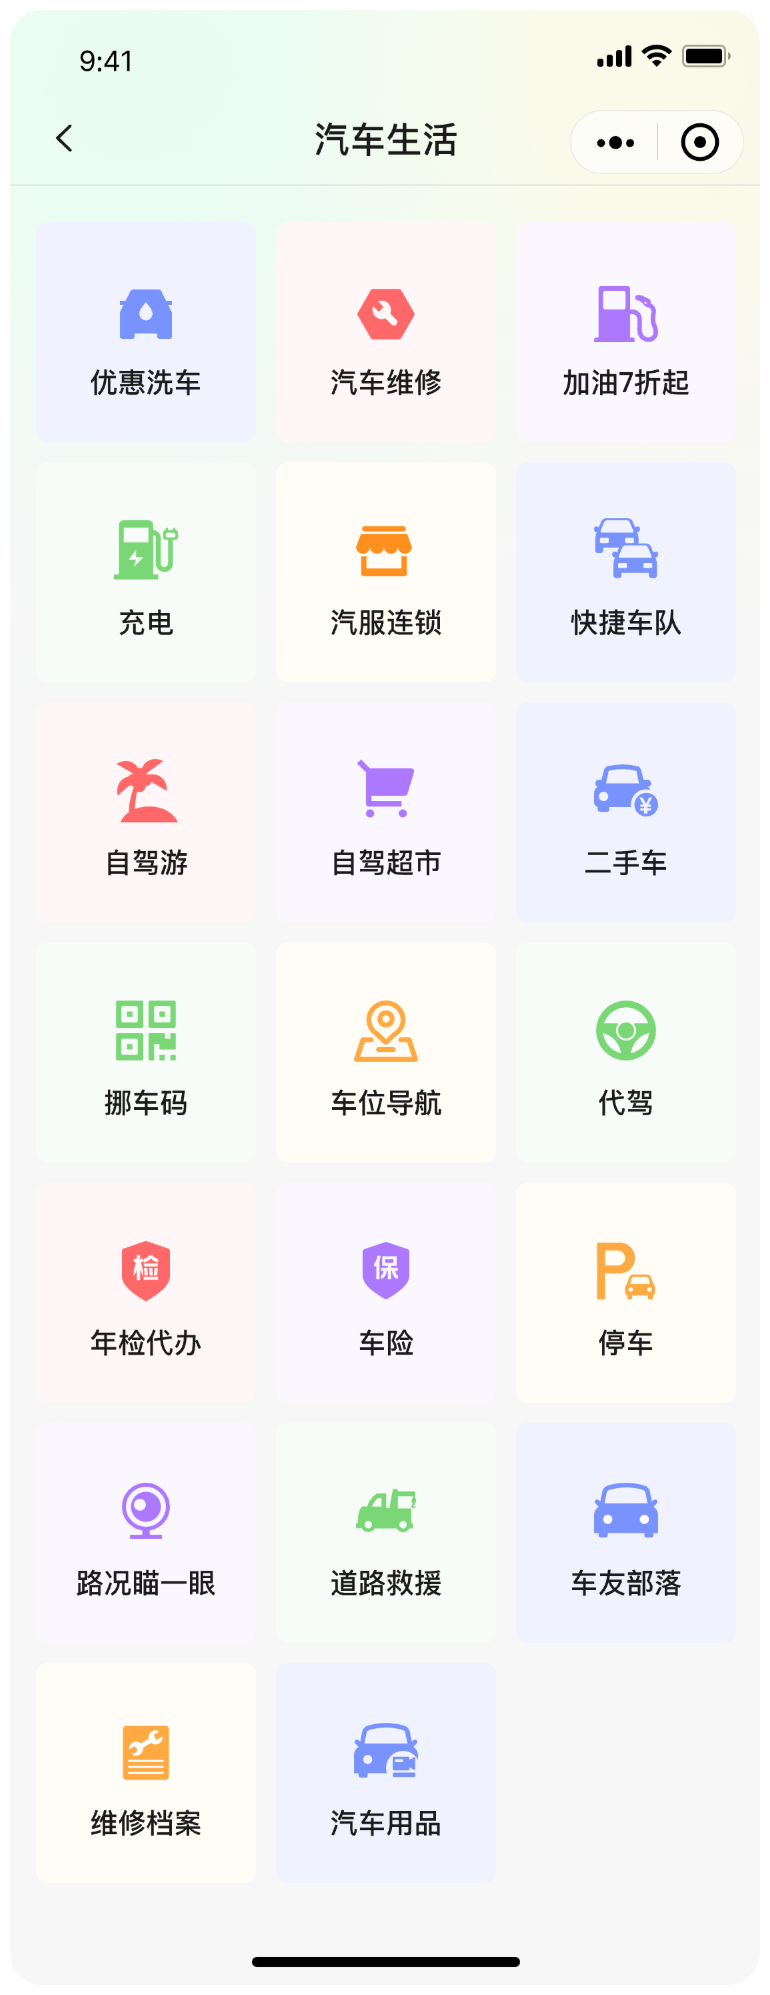 9:41
汽车生活
优惠洗车
汽车维修
加油7折起
充电
汽服连锁
快捷车队
自驾游
自驾超市
¥
二手车
挪车码
车位导航
代驾
检
年检代办
保
车险
P
停车
路况瞄一眼
道路救援
车友部落
维修档案
汽车用品